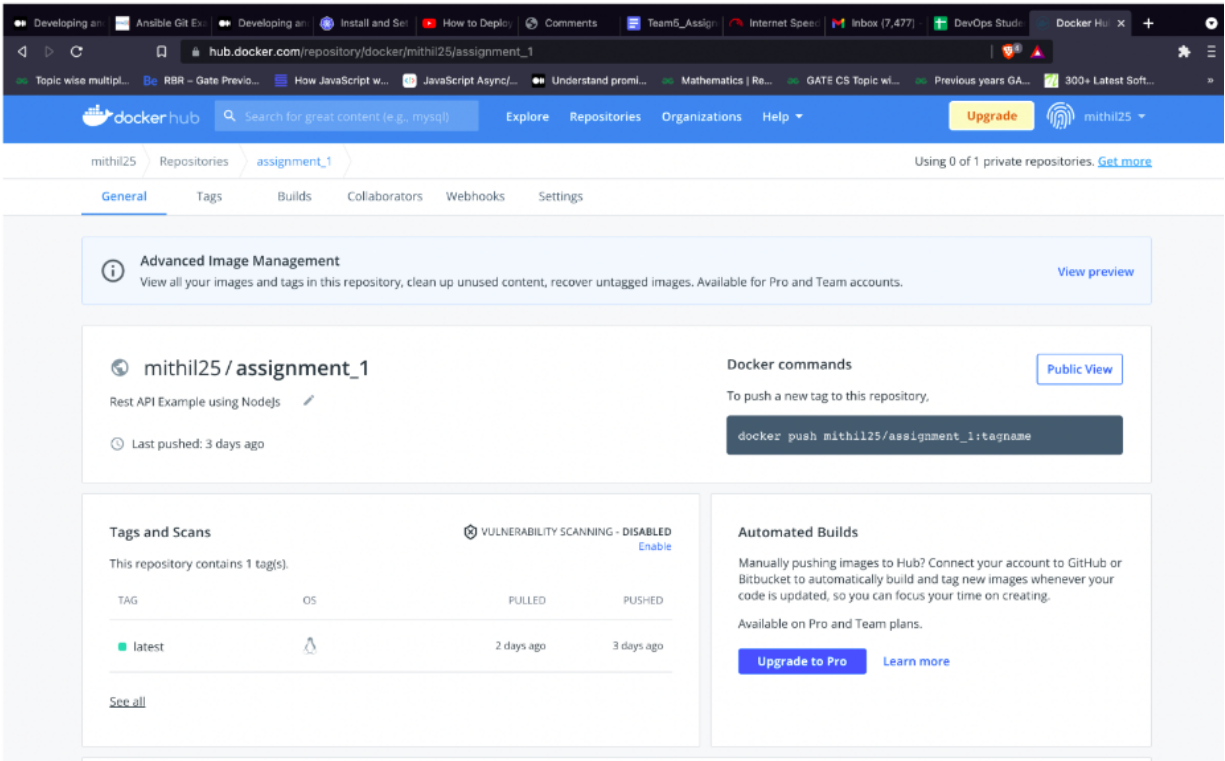 Developing an
Ansible Git Exa
Developing an
Install and Set
How to Deploy
Comments
Team5_Assign
Internet Speed
Inbox (7,477)
DevOps Stude
Docker Hu
hub.docker.com/repository/docker/mithil25/assignment_1
Topic wise multipl...
RBR – Gate Previo...
How JavaScript w...
JavaScript Async/...
Understand promi...
Mathematics | Re...
GATE CS Topic wi...
Previous years GA...
300+ Latest Soft...
dockerhub
Search for great content (e.g., mysql)
Explore
Repositories
Organizations
Help
Upgrade
mithil25
mithil25
Repositories
assignment_1
Using 0 of 1 private repositories. Get more
General
Tags
Builds
Collaborators
Webhooks
Settings
Advanced Image Management
View all your images and tags in this repository, clean up unused content, recover untagged images. Available for Pro and Team accounts.
View preview
mithil25 / assignment_1
Rest API Example using NodeJs
Last pushed: 3 days ago
Docker commands
Public View
To push a new tag to this repository,
docker push mithil25/assignment_1:tagname
Tags and Scans
VULNERABILITY SCANNING - DISABLED
Enable
This repository contains 1 tag(s).
TAG OS PULLED PUSHED
latest 2 days ago 3 days ago
See all
Automated Builds
Manually pushing images to Hub? Connect your account to GitHub or
Bitbucket to automatically build and tag new images whenever your
code is updated, so you can focus your time on creating.
Available on Pro and Team plans.
Upgrade to Pro
Learn more